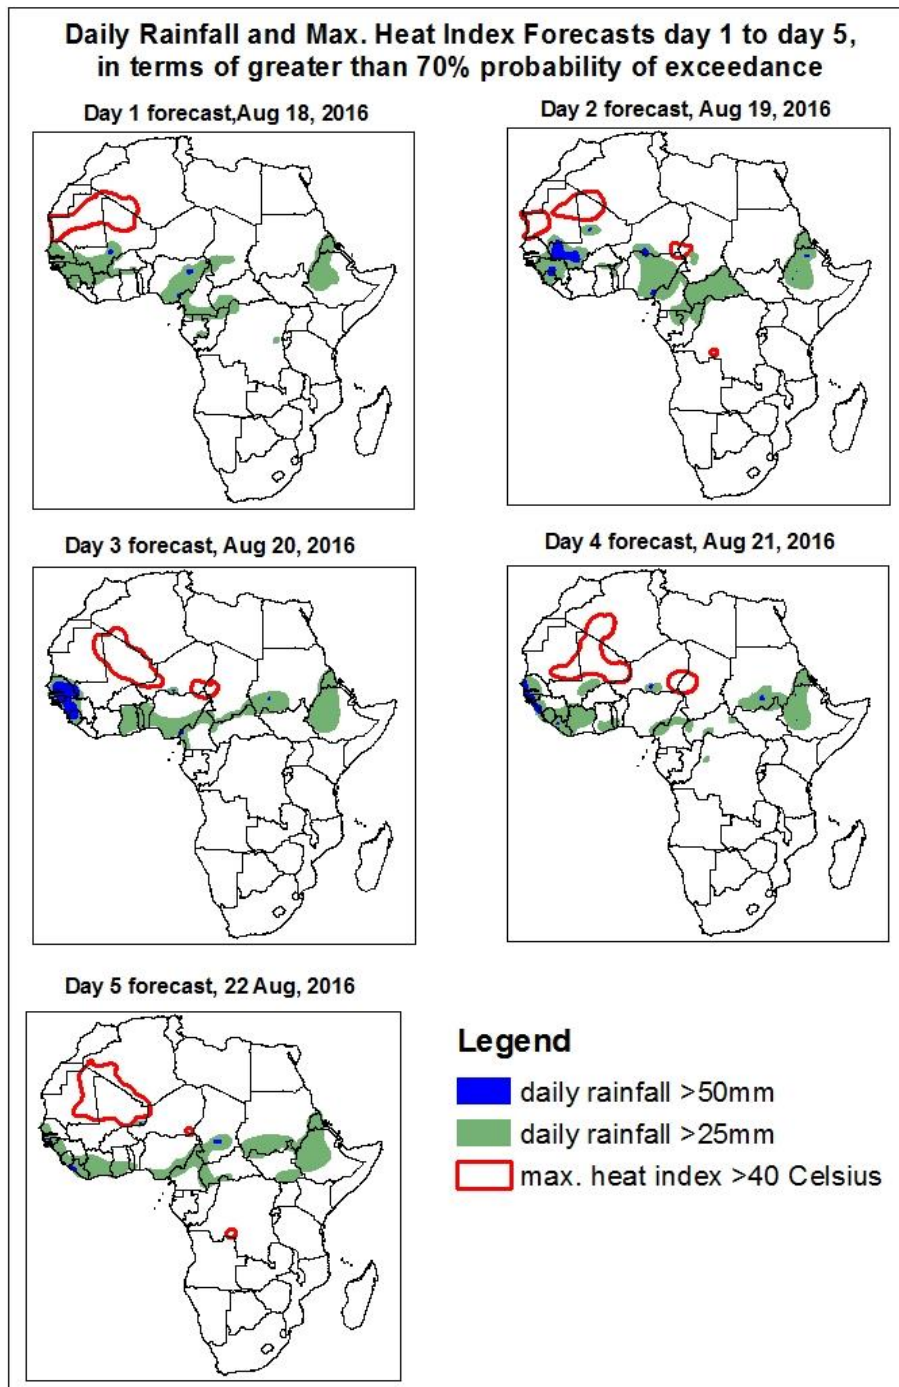 Daily Rainfall and Max. Heat Index Forecasts day 1 to day 5,
in terms of greater than 70% probability of exceedance
Day 1 forecast,Aug 18, 2016
Day 2 forecast, Aug 19, 2016
Day 3 forecast, Aug 20, 2016
Day 4 forecast, Aug 21, 2016
Day 5 forecast, 22 Aug, 2016
Legend
daily rainfall >50mm
daily rainfall >25mm
max. heat index >40 Celsius